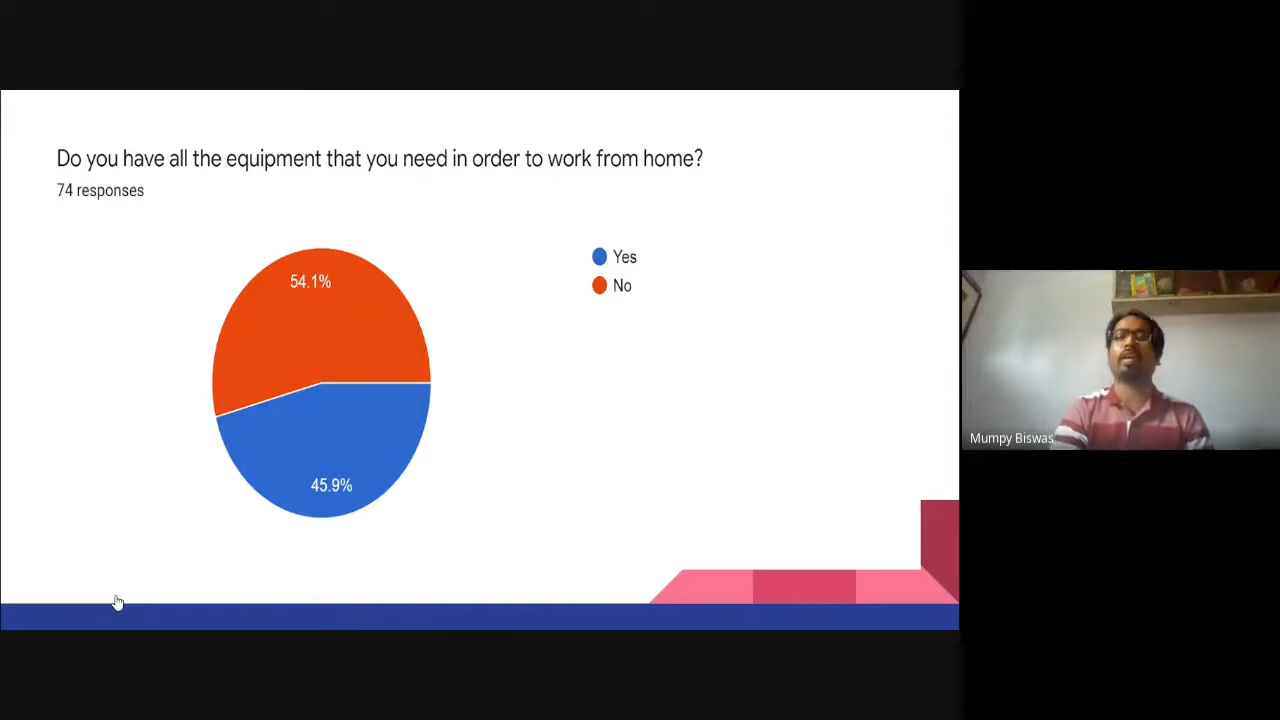 Do you have all the equipment that you need in order to work from home?
74 responses
54.1%
45.9%
Yes
No
Mumpy Biswas